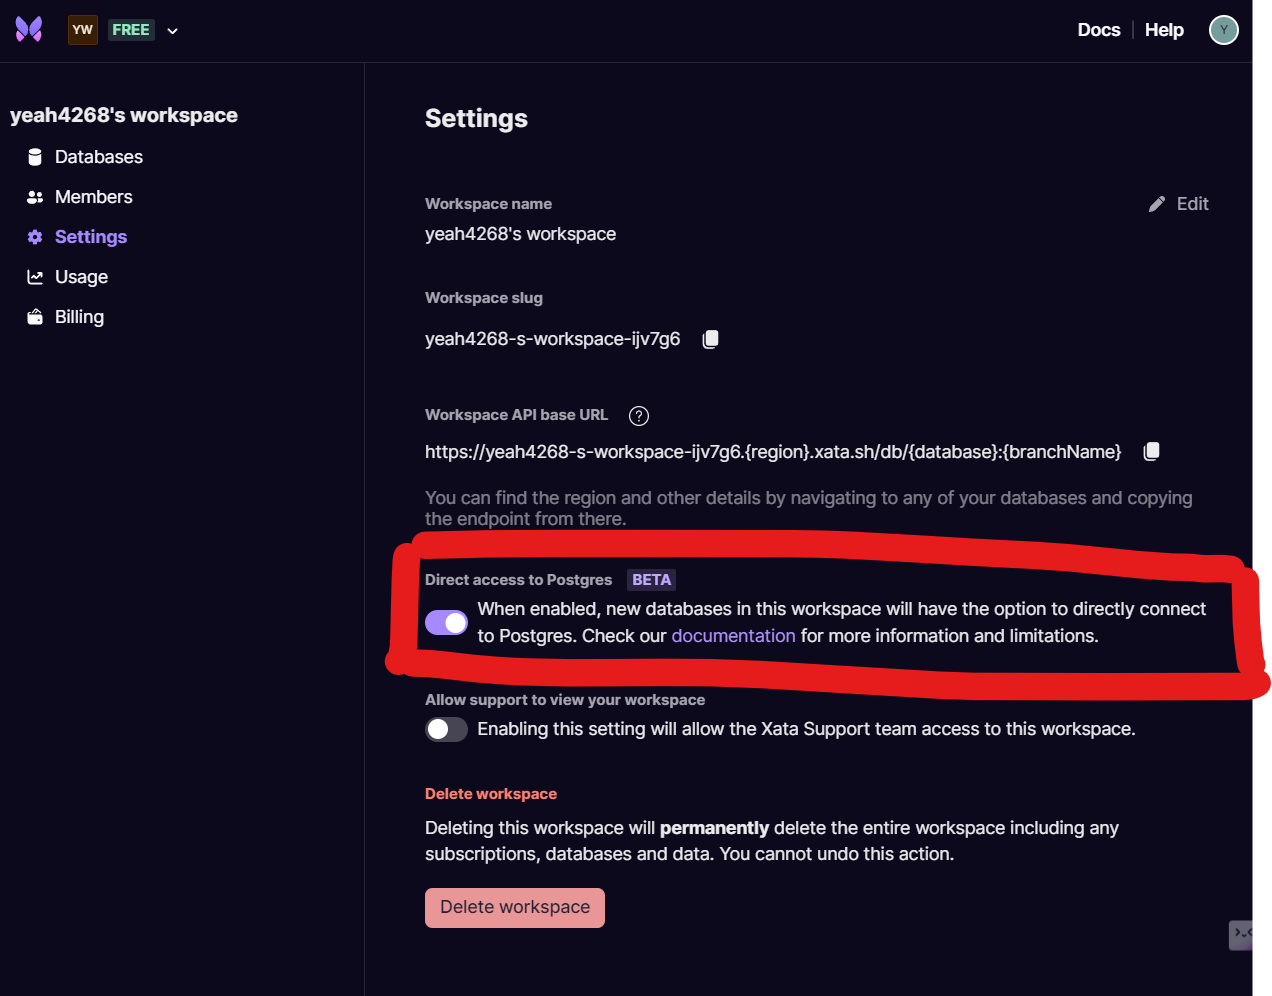 YW FREE
Docs Help Y
yeah4268's workspace
Databases
Members
Settings
Usage
Billing
Settings
Workspace name
Edit
yeah4268's workspace
Workspace slug
yeah4268-s-workspace-ijv7g6
Workspace API base URL ?
https://yeah4268-s-workspace-ijv7g6.{region}.xata.sh/db/{database}:{branchName}
You can find the region and other details by navigating to any of your databases and copying
the endpoint from there.
Direct access to Postgres BETA
When enabled, new databases in this workspace will have the option to directly connect
to Postgres. Check our documentation for more information and limitations.
Allow support to view your workspace
Enabling this setting will allow the Xata Support team access to this workspace.
Delete workspace
Deleting this workspace will permanently delete the entire workspace including any
subscriptions, databases and data. You cannot undo this action.
Delete workspace